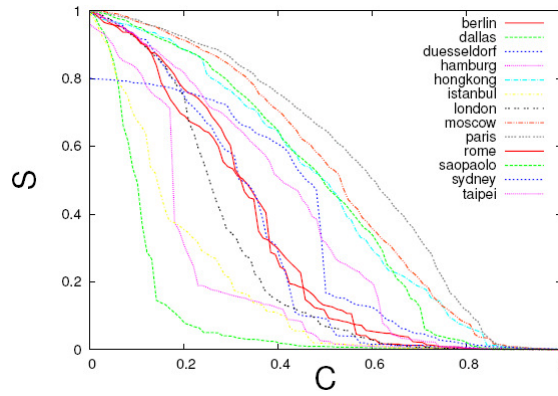 1
0.8
0.6
0.4
0.2
0
S
0 0.2 0.4 0.6 0.8
C
berlin
dallas
duesseldorf
hamburg
hongkong
istanbul
london
moscow
paris
rome
saopaolo
sydney
taipei